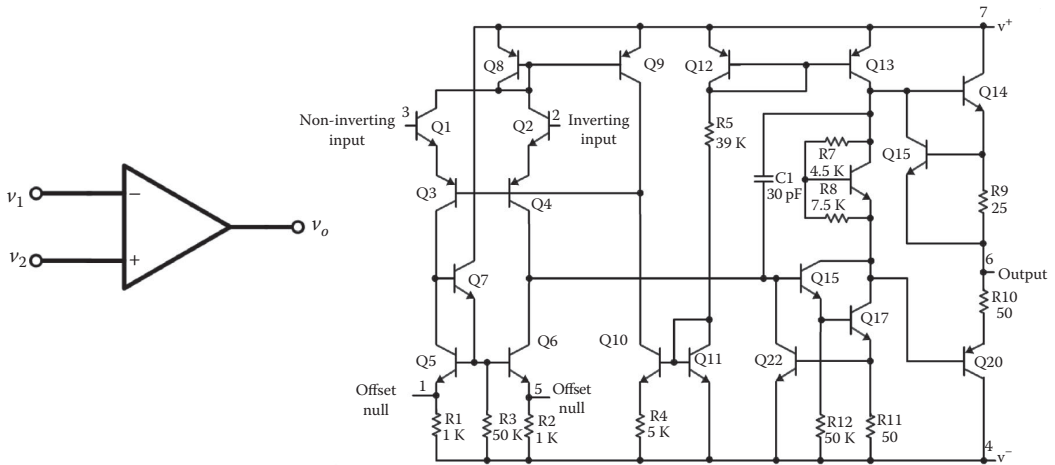 ν1
−
ν2
+
νo
7
v+
Q8
Q9
Q12
Q13
Q14
3
Non-inverting
input
Q1
Q2
2
Inverting
input
R5
39 K
Q15
R7
4.5 K
R8
7.5 K
C1
30 pF
R9
25
Q3
Q4
6
Output
Q7
Q15
R10
50
Q17
Q5
Q6
Q10
Q11
Q22
Q20
Offset
null
1
5
Offset
null
R1
1 K
R3
50 K
R2
1 K
R4
5 K
R12
50 K
R11
50
4
v−